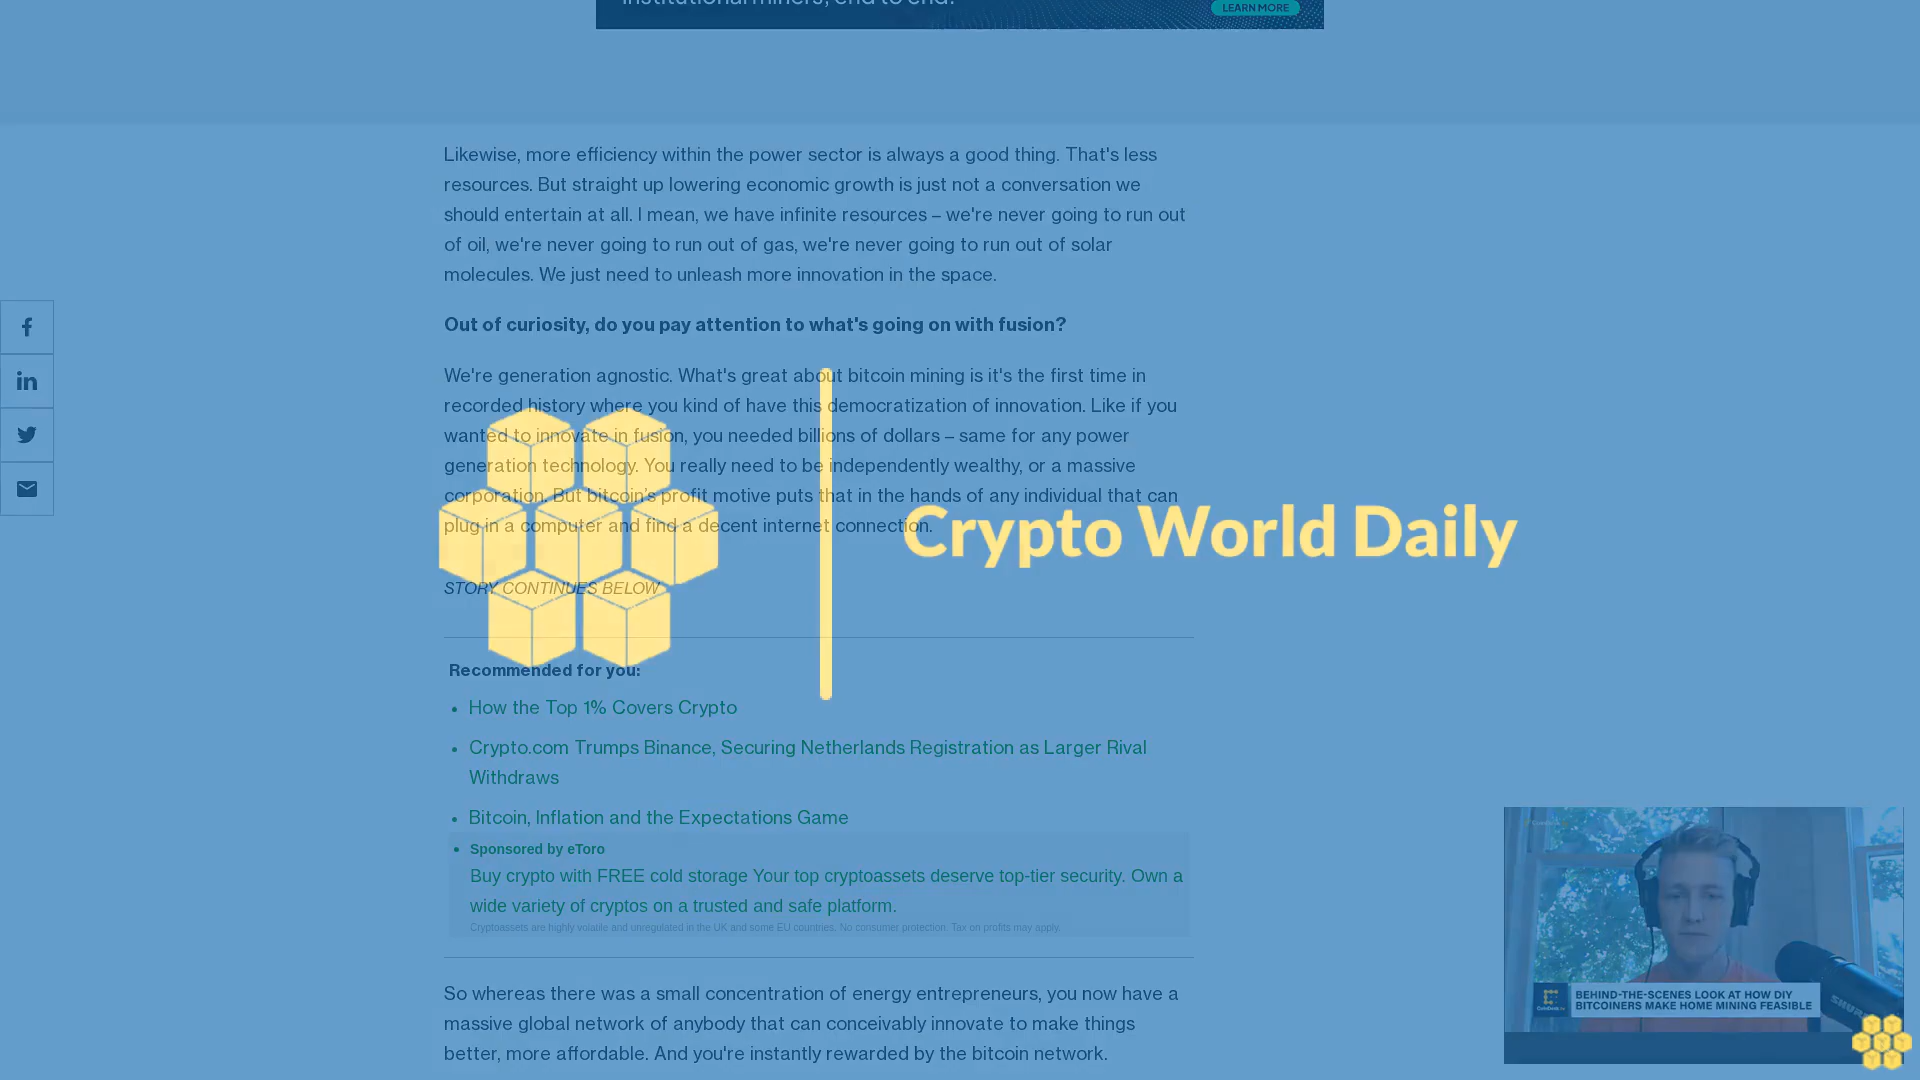 institutional miners, end to end.
LEARN MORE
Likewise, more efficiency within the power sector is always a good thing. That's less
resources. But straight up lowering economic growth is just not a conversation we
should entertain at all. I mean, we have infinite resources – we're never going to run out
of oil, we're never going to run out of gas, we're never going to run out of solar
molecules. We just need to unleash more innovation in the space.
Out of curiosity, do you pay attention to what's going on with fusion?
We're generation agnostic. What's great about bitcoin mining is it's the first time in
recorded history where you kind of have this democratization of innovation. Like if you
wanted to innovate in fusion, you needed billions of dollars – same for any power
generation technology. You really need to be independently wealthy, or a massive
corporation. But bitcoin's profit motive puts that in the hands of any individual that can
plug in a computer and find a decent internet connection.
Crypto World Daily
STORY CONTINUES BELOW
Recommended for you:
How the Top 1% Covers Crypto
Crypto.com Trumps Binance, Securing Netherlands Registration as Larger Rival
Withdraws
Bitcoin, Inflation and the Expectations Game
Sponsored by eToro
Buy crypto with FREE cold storage Your top cryptoassets deserve top-tier security. Own a
wide variety of cryptos on a trusted and safe platform.
Cryptoassets are highly volatile and unregulated in the UK and some EU countries. No consumer protection. Tax on profits may apply.
So whereas there was a small concentration of energy entrepreneurs, you now have a
massive global network of anybody that can conceivably innovate to make things
better, more affordable. And you're instantly rewarded by the bitcoin network.
BEHIND-THE-SCENES LOOK AT HOW DIY
BITCOINERS MAKE HOME MINING FEASIBLE
SHURE